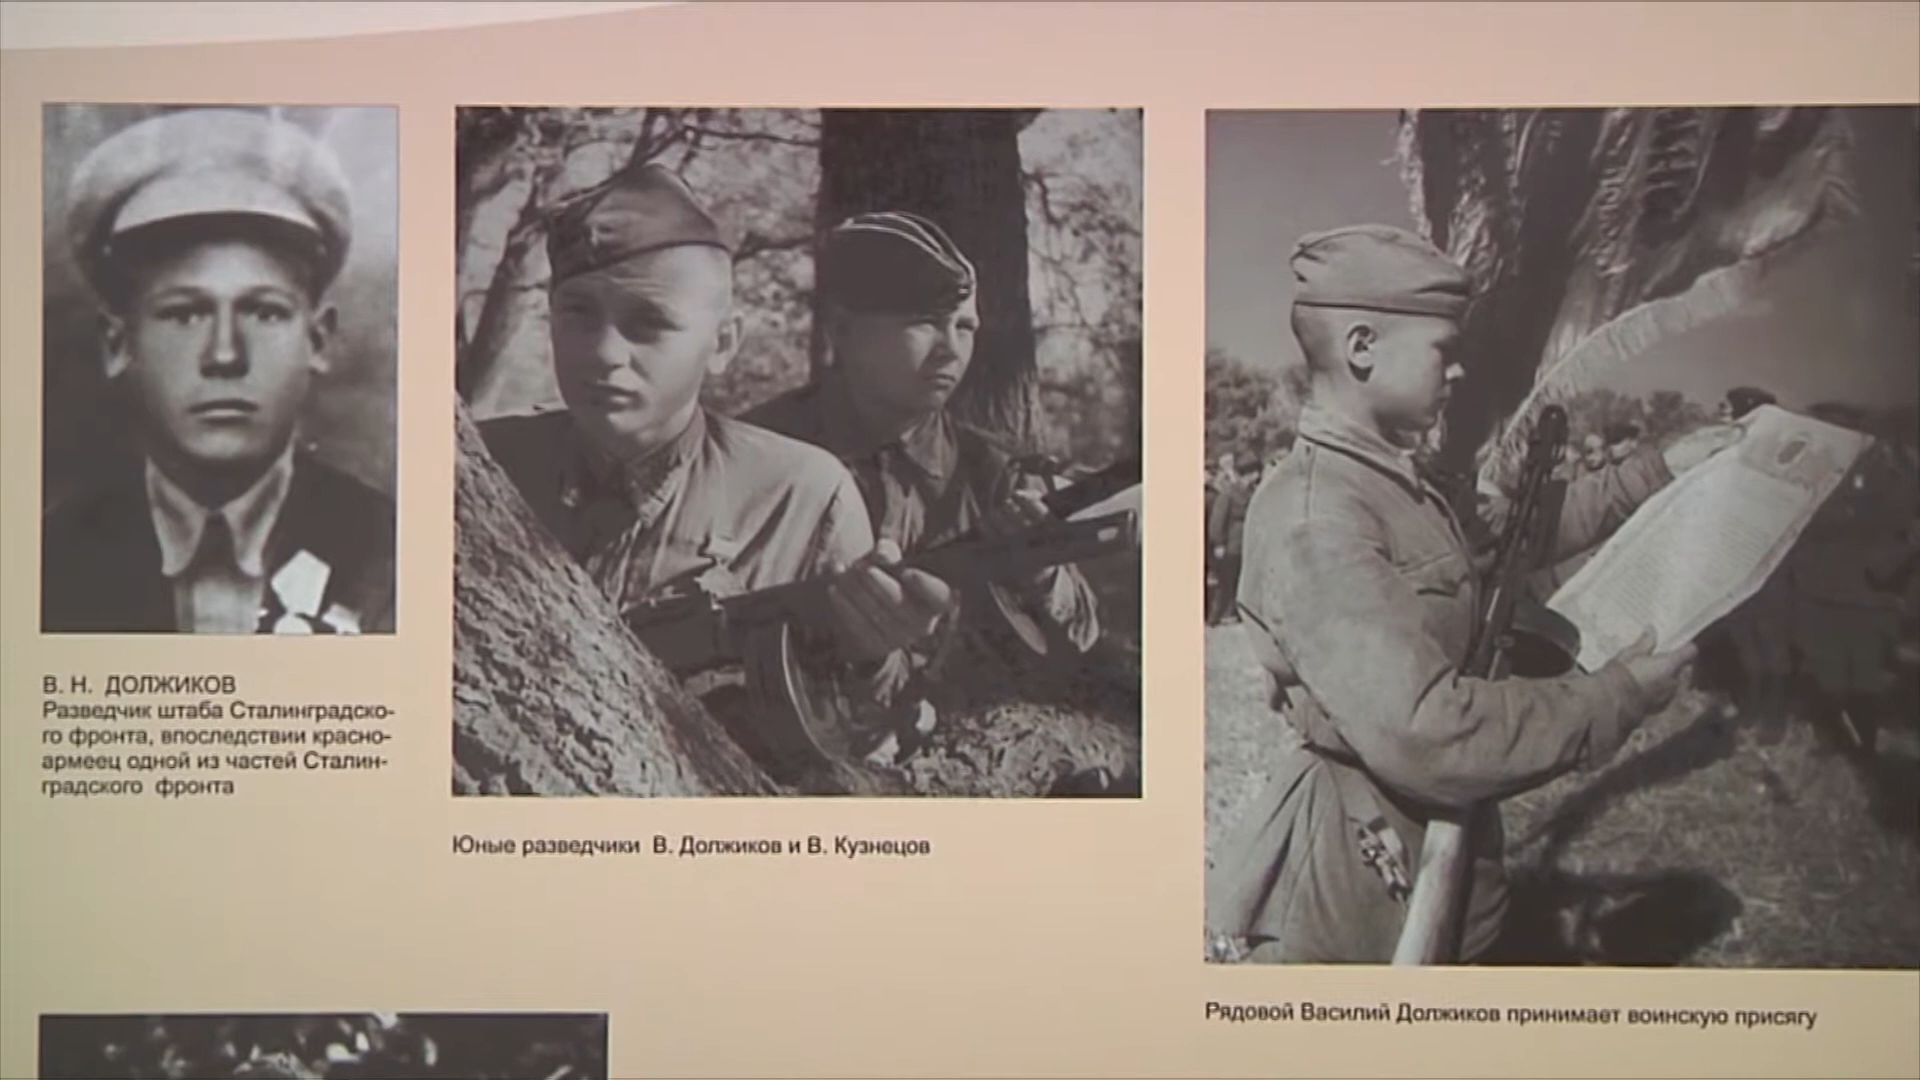 В. Н. ДОЛЖИКОВ
Разведчик штаба Сталинградско-
го фронта, впоследствии красно-
армеец одной из частей Сталин-
градского фронта
Юные разведчики В. Должиков и В. Кузнецов
Рядовой Василий Должиков принимает воинскую присягу